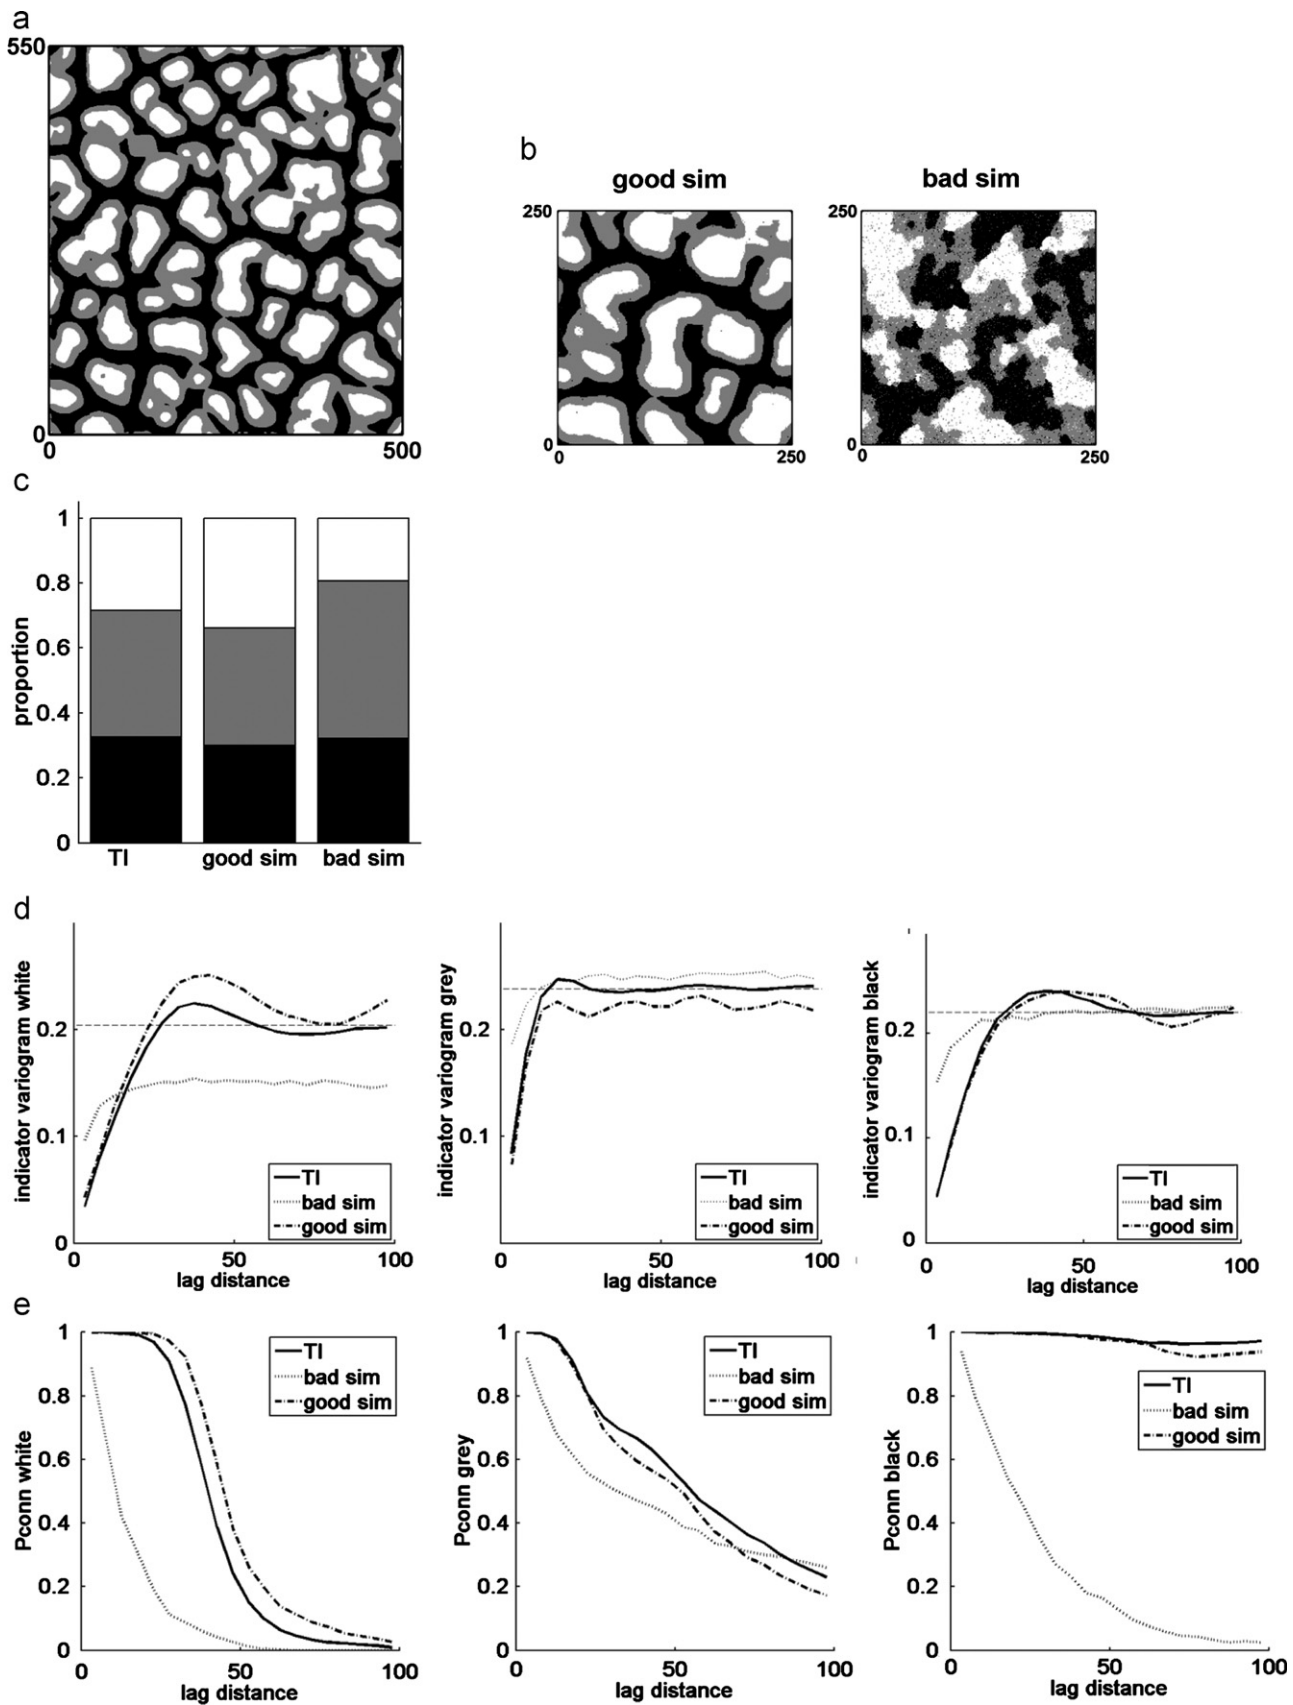 a
550
0
0
500
b
good sim
bad sim
250
0
0
250
250
0
0
250
c
proportion
1
0.8
0.6
0.4
0.2
0
TI
good sim
bad sim
d
indicator variogram white
0.2
0.1
0
0
50
100
lag distance
TI
bad sim
good sim
indicator variogram grey
0.2
0.1
0
50
100
lag distance
TI
bad sim
good sim
indicator variogram black
0.2
0.1
0
0
50
100
lag distance
TI
bad sim
good sim
e
Pconn white
1
0.8
0.6
0.4
0.2
0
0
50
100
lag distance
TI
bad sim
good sim
Pconn grey
1
0.8
0.6
0.4
0.2
0
0
50
100
lag distance
TI
bad sim
good sim
Pconn black
1
0.8
0.6
0.4
0.2
0
0
50
100
lag distance
TI
bad sim
good sim